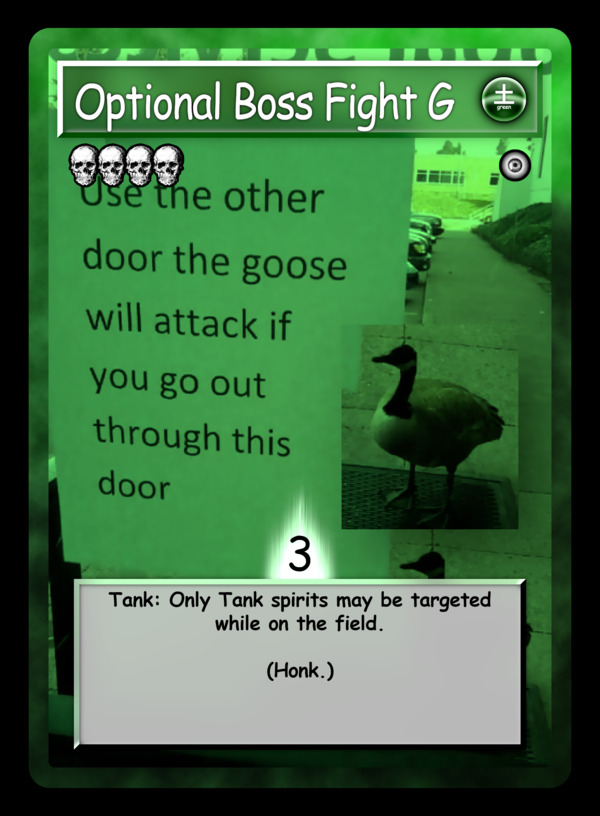 Optional Boss Fight G
土
green
Use the other
door the goose
will attack if
you go out
through this
door
3
Tank: Only Tank spirits may be targeted
while on the field.
(Honk.)